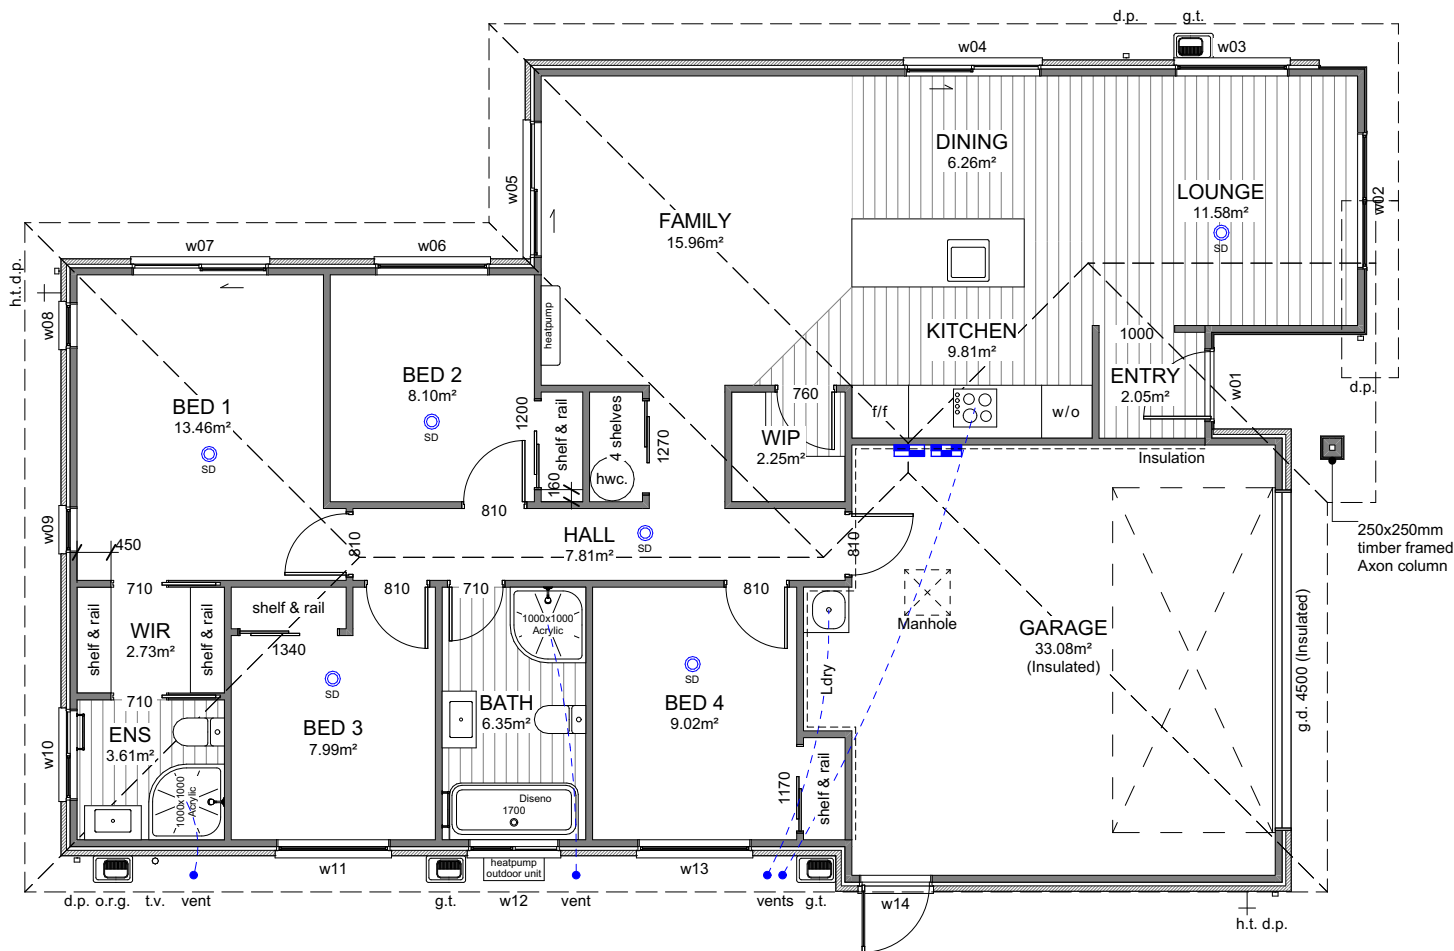 d.p.
g.t.
w04
w03
DINING
6.26m²
LOUNGE
11.58m²
SD
w02
w05
FAMILY
15.96m²
w07
w06
h.t.d.p.
w08
heatpump
KITCHEN
9.81m²
1000
ENTRY
2.05m²
w01
d.p.
BED 2
8.10m²
SD
BED 1
13.46m²
SD
1200
shelf & rail
160
4 shelves
hwc.
1270
760
WIP
2.25m²
f/f
w/o
Insulation
250x250mm
timber framed
Axon column
w09
450
810
HALL
7.81m²
SD
810
810
710
WIR
2.73m²
shelf & rail
shelf & rail
710
shelf & rail
1340
810
710
1000x1000
Acrylic
810
Manhole
GARAGE
33.08m²
(Insulated)
g.d. 4500 (Insulated)
Ldry
SD
BED 3
7.99m²
BATH
6.35m²
SD
BED 4
9.02m²
ENS
3.61m²
w10
1000x1000
Acrylic
Diseno
1700
1170
shelf & rail
w11
heatpump
outdoor unit
w13
d.p.
o.r.g.
t.v.
vent
g.t.
w12
vent
vents
g.t.
w14
h.t. d.p.